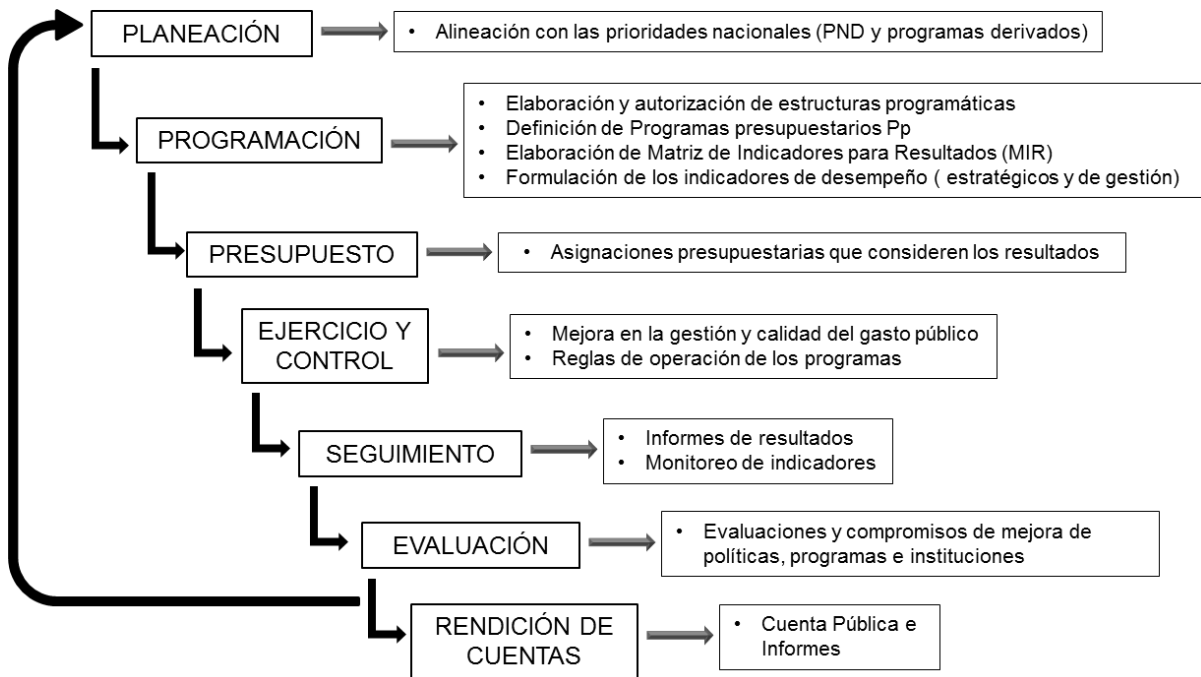 PLANEACIÓN
• Alineación con las prioridades nacionales (PND y programas derivados)
PROGRAMACIÓN
• Elaboración y autorización de estructuras programáticas
• Definición de Programas presupuestarios Pp
• Elaboración de Matriz de Indicadores para Resultados (MIR)
• Formulación de los indicadores de desempeño ( estratégicos y de gestión)
PRESUPUESTO
• Asignaciones presupuestarias que consideren los resultados
EJERCICIO Y
CONTROL
• Mejora en la gestión y calidad del gasto público
• Reglas de operación de los programas
SEGUIMIENTO
• Informes de resultados
• Monitoreo de indicadores
EVALUACIÓN
• Evaluaciones y compromisos de mejora de
políticas, programas e instituciones
RENDICIÓN DE
CUENTAS
• Cuenta Pública e
Informes